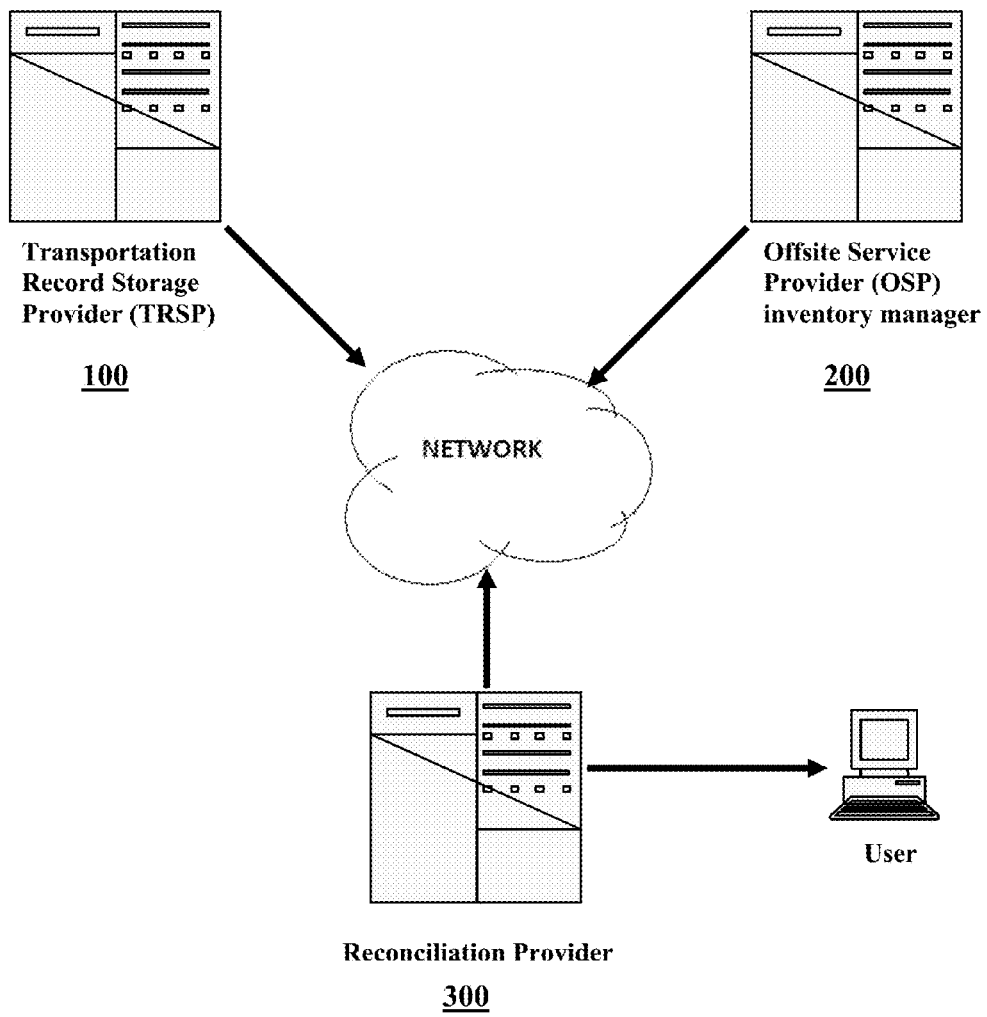 Transportation
Record Storage
Provider (TRSP)
100
Offsite Service
Provider (OSP)
inventory manager
200
NETWORK
User
Reconciliation Provider
300